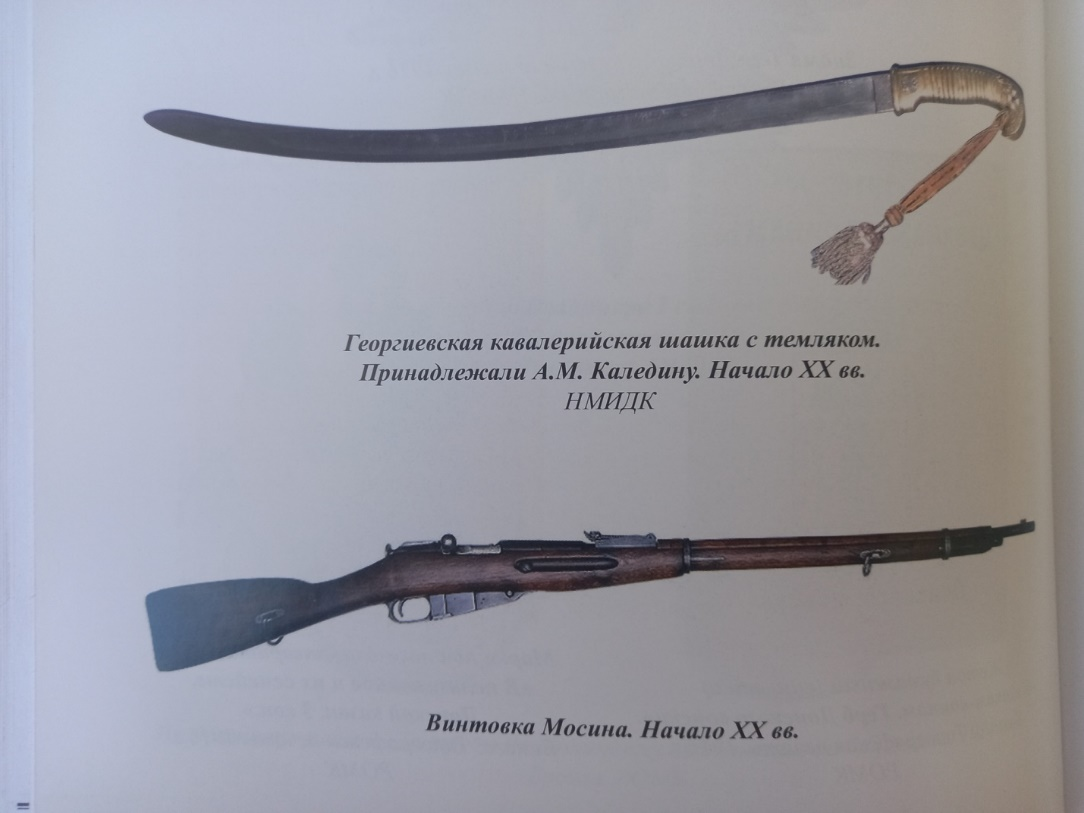 Георгиевская кавалерийская шашка с темляком.
Принадлежали А.М. Каледину. Начало XX вв.
НМИДК
Винтовка Мосина. Начало XX вв.